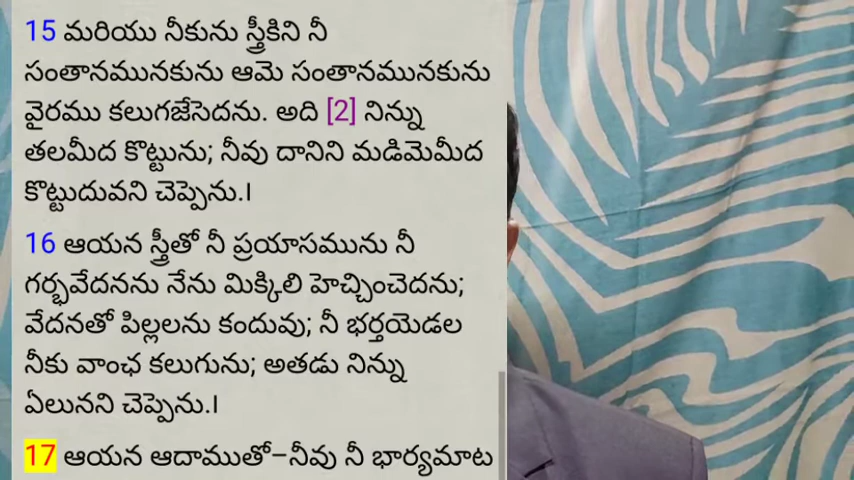 15 మరియు నీకును స్త్రీకిని నీ
సంతానమునకును ఆమె సంతానమునకును
వైరము కలుగజేసెదను. అది [2] నిన్ను
తలమీద కొట్టును; నీవు దానిని మడిమెమీద
కొట్టుదువని చెప్పెను.I
16 ఆయన స్త్రీతో నీ ప్రయాసమును నీ
గర్భవేదనను నేను మిక్కిలి హెచ్చించెదను;
వేదనతో పిల్లలను కందువు; నీ భర్తయెడల
నీకు వాంఛ కలుగును; అతడు నిన్ను
ఏలునని చెప్పెను.I
17 ఆయన ఆదాముతో–నీవు నీ భార్యమాట